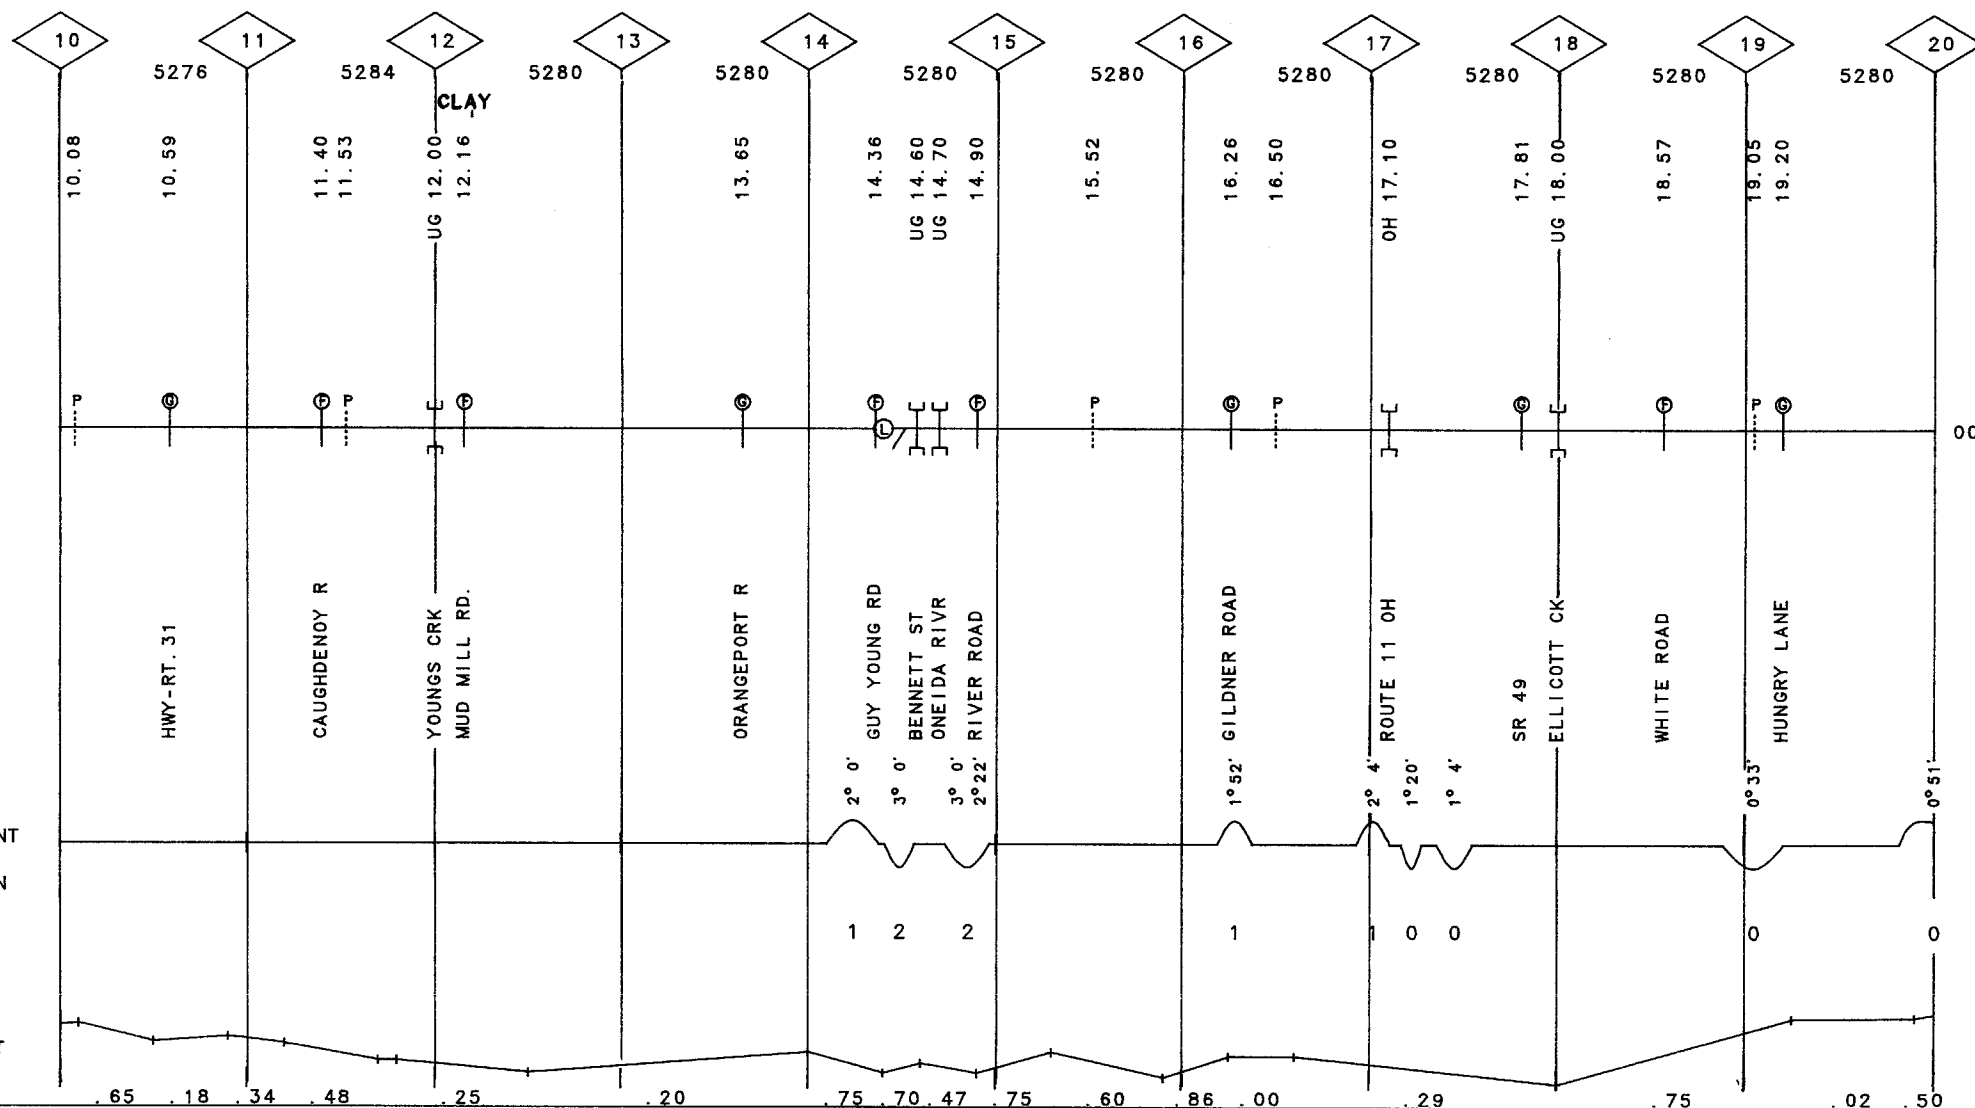 10 11 12 13 14 15 16 17 18 19 20
5276 5284 5280 5280 5280 5280 5280 5280 5280 5280
CLAY
10.08 10.59 11.40 11.53 UG 12.00 12.16 13.65 14.36 UG 14.60 UG 14.70 14.90 15.52 16.26 16.50 OH 17.10 17.81 UG 18.00 18.57 19.05 19.20
P G F P F G F F P G P G F P G
L
HWY-RT.31
CAUGHDENOY R
YOUNGS CRK
MUD MILL RD.
ORANGEPORT R
GUY YOUNG RD
BENNETT ST
ONEIDA RIVR
RIVER ROAD
GILDNER ROAD
ROUTE 11 OH
SR 49
ELLICOTT CK
WHITE ROAD
HUNGRY LANE
2° 0' 3° 0' 3° 0' 2°22' 1°52' 2° 4' 1°20' 1° 4' 0°33' 0°51'
NT
N
1 2 2 1 1 0 0 0 0
T
.65 .18 .34 .48 .25 .20 .75 .70 .47 .75 .60 .86 .00 .29 .75 .02 .50